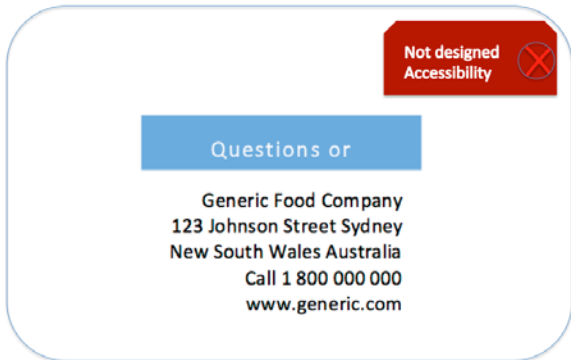 Not designed
Accessibility
Questions or
Generic Food Company
123 Johnson Street Sydney
New South Wales Australia
Call 1 800 000 000
www.generic.com